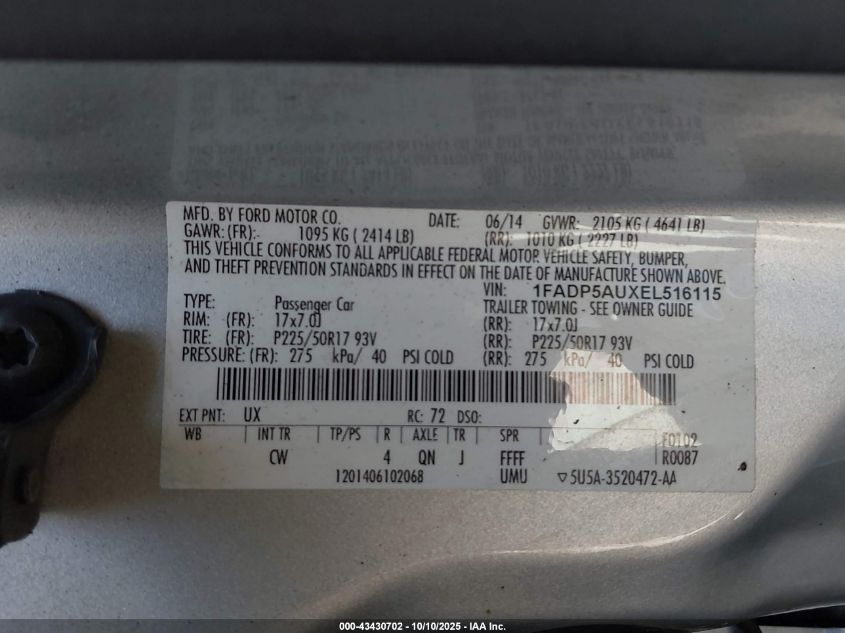 MFD. BY FORD MOTOR CO. DATE: 06/14 GVWR: 2105 KG ( 4641 LB)
GAWR: (FR):- 1095 KG ( 2414 LB) (RR): 1010 KG ( 2227 LB)
THIS VEHICLE CONFORMS TO ALL APPLICABLE FEDERAL MOTOR VEHICLE SAFETY, BUMPER,
AND THEFT PREVENTION STANDARDS IN EFFECT ON THE DATE OF MANUFACTURE SHOWN ABOVE.
VIN: 1FADP5AUXEL516115
TYPE: Passenger Car TRAILER TOWING - SEE OWNER GUIDE
RIM: (FR): 17x7.0J (RR): 17x7.0J
TIRE: (FR): P225/50R17 93V (RR): P225/50R17 93V
PRESSURE: (FR): 275 kPa/ 40 PSI COLD (RR): 275 kPa/ 40 PSI COLD
EXT PNT: UX RC: 72 DSO:
WB INT TR TP/PS R AXLE TR SPR F0102
CW 4 QN J FFFF R0087
1201406102068 UMU ▽5U5A-3520472-AA
000-43430702 - 10/10/2025 - IAA, Inc.